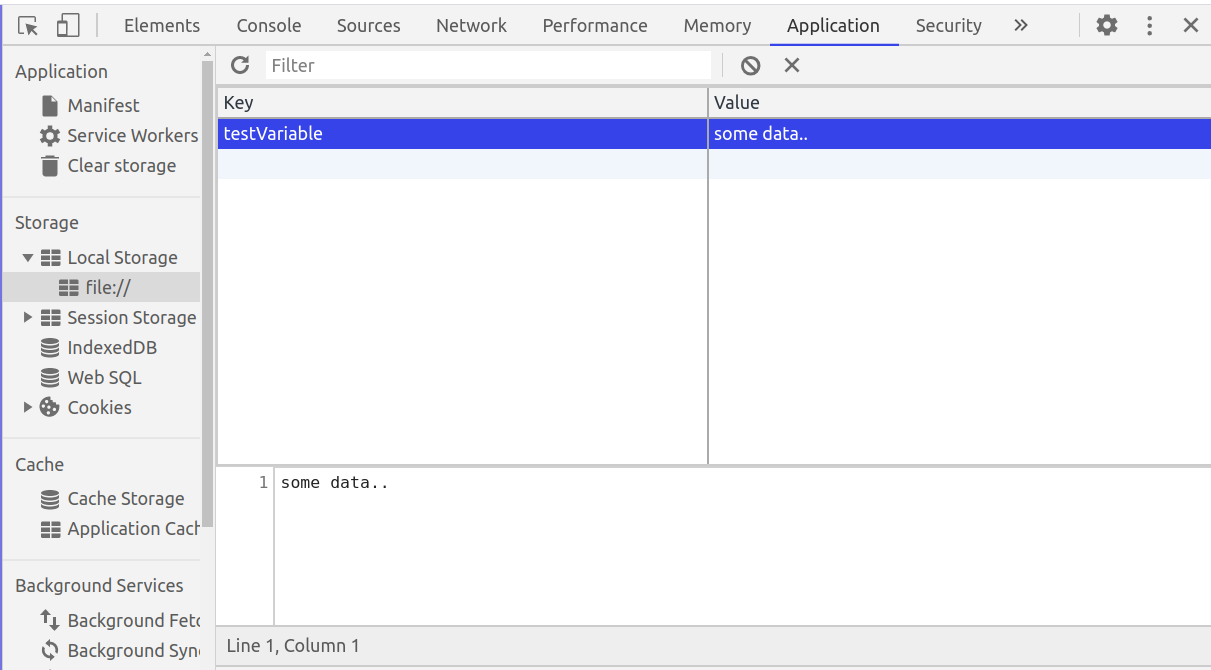 Elements Console Sources Network Performance Memory Application Security »
Application
Manifest
Service Workers
Clear storage
Storage
Local Storage
file://
Session Storage
IndexedDB
Web SQL
Cookies
Cache
Cache Storage
Application Cach
Background Services
Background Fetc
Background Syn
Filter
Key Value
testVariable some data..
1 some data..
Line 1, Column 1